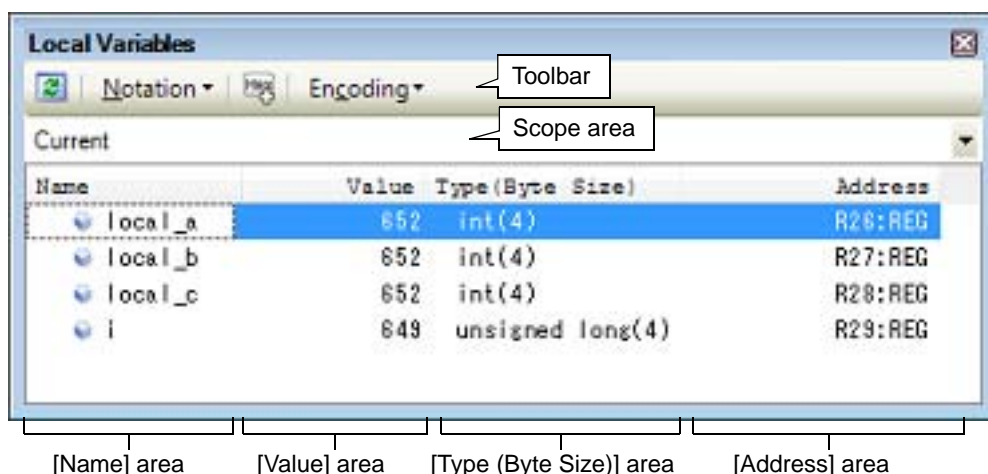 Local Variables
Notation Hex Encoding
Toolbar
Scope area
Current
Name Value Type(Byte Size) Address
local_a 652 int(4) R26:REG
local_b 652 int(4) R27:REG
local_c 652 int(4) R28:REG
i 649 unsigned long(4) R29:REG
[Name] area [Value] area [Type (Byte Size)] area [Address] area